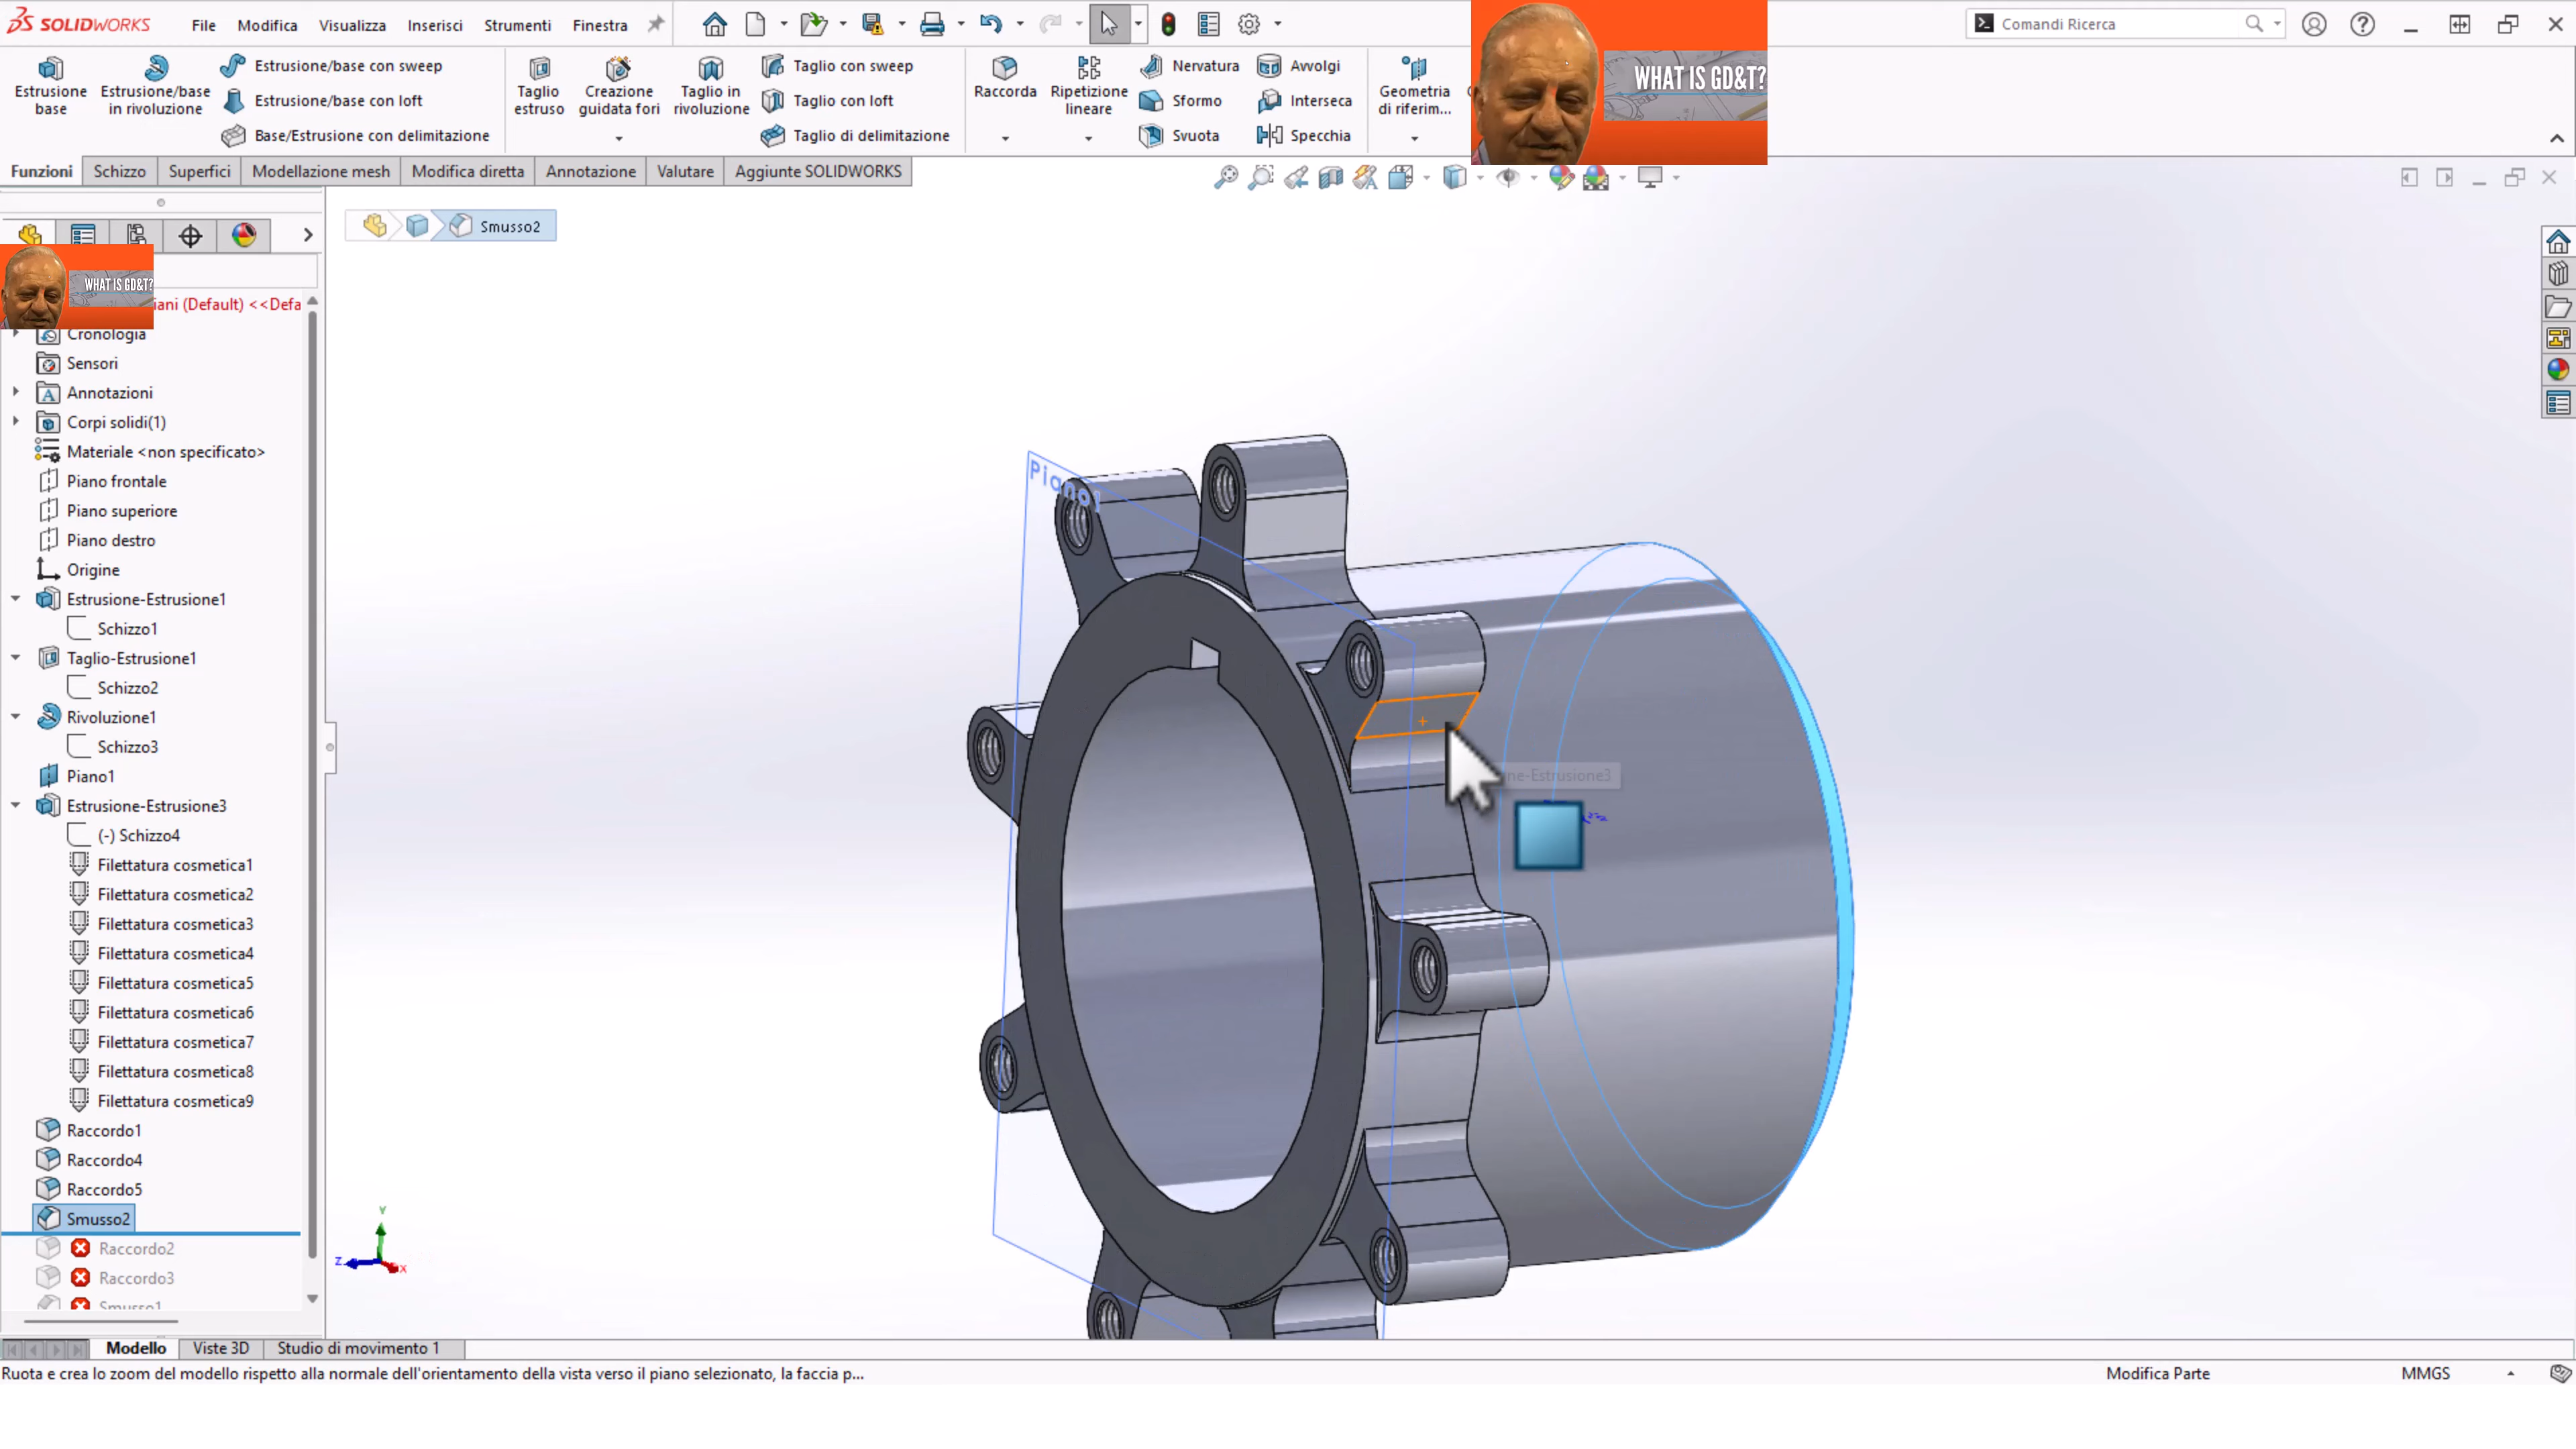 SOLIDWORKS File Modifica Visualizza Inserisci Strumenti Finestra Comandi Ricerca
WHAT IS GD&T?
Estrusione base
Estrusione/base in rivoluzione
Estrusione/base con sweep
Estrusione/base con loft
Base/Estrusione con delimitazione
Taglio estruso
Creazione guidata fori
Taglio in rivoluzione
Taglio con sweep
Taglio con loft
Taglio di delimitazione
Raccorda
Ripetizione lineare
Nervatura
Sformo
Svuota
Avvolgi
Interseca
Specchia
Geometria di riferim...
Funzioni Schizzo Superfici Modellazione mesh Modifica diretta Annotazione Valutare Aggiunte SOLIDWORKS
Smusso2
WHAT IS GD&T?
iani (Default) <<Defa
Cronologia
Sensori
Annotazioni
Corpi solidi(1)
Materiale <non specificato>
Piano frontale
Piano superiore
Piano destro
Origine
Estrusione-Estrusione1
Schizzo1
Taglio-Estrusione1
Schizzo2
Rivoluzione1
Schizzo3
Piano1
Estrusione-Estrusione3
(-) Schizzo4
Filettatura cosmetica1
Filettatura cosmetica2
Filettatura cosmetica3
Filettatura cosmetica4
Filettatura cosmetica5
Filettatura cosmetica6
Filettatura cosmetica7
Filettatura cosmetica8
Filettatura cosmetica9
Raccordo1
Raccordo4
Raccordo5
Smusso2
Raccordo2
Raccordo3
Smusso1
Piano1
ne-Estrusione3
Y
Z
X
Modello Viste 3D Studio di movimento 1
Ruota e crea lo zoom del modello rispetto alla normale dell'orientamento della vista verso il piano selezionato, la faccia p...
Modifica Parte
MMGS